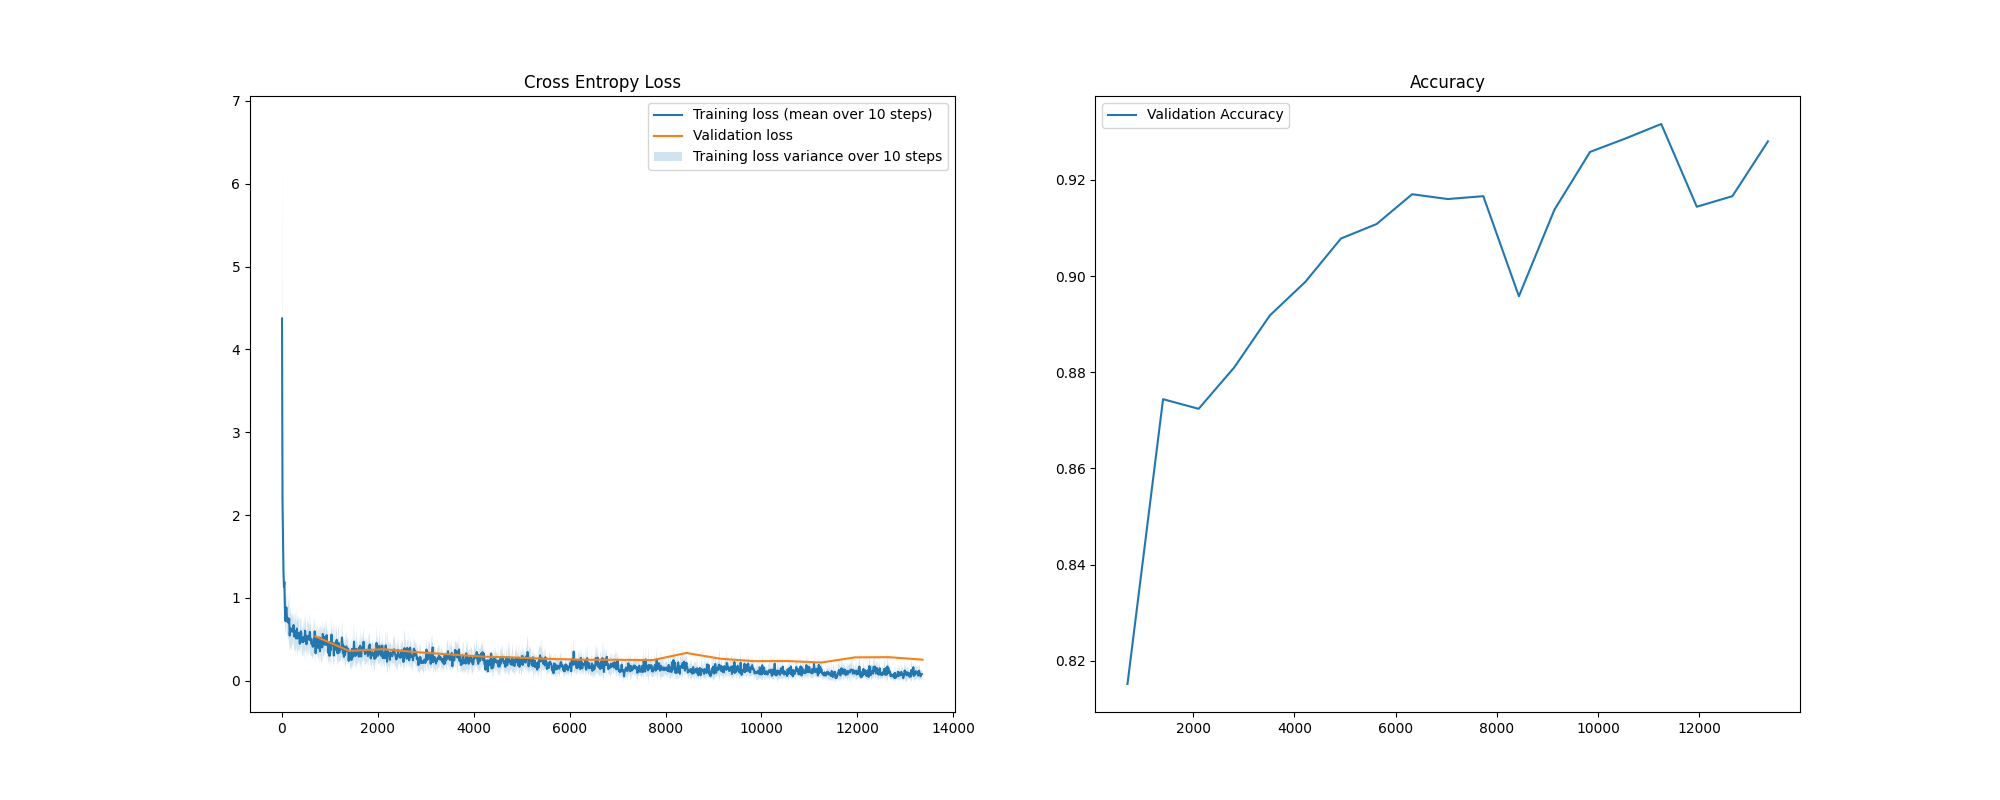 Cross Entropy Loss
7
6
5
4
3
2
1
0
Training loss (mean over 10 steps)
Validation loss
Training loss variance over 10 steps
0 2000 4000 6000 8000 10000 12000 14000
Accuracy
Validation Accuracy
0.92
0.90
0.88
0.86
0.84
0.82
2000 4000 6000 8000 10000 12000